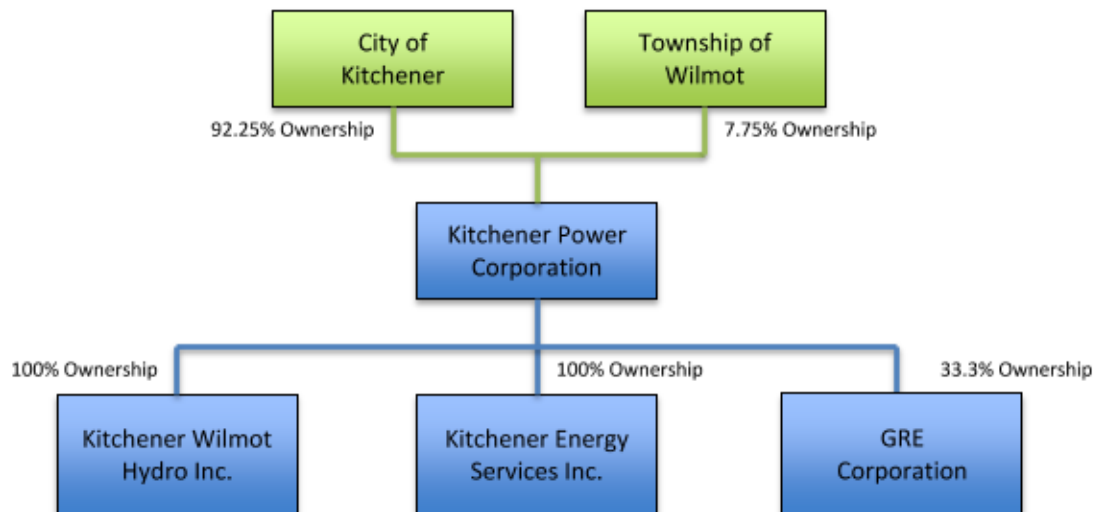 City of
Kitchener
Township of
Wilmot
92.25% Ownership
7.75% Ownership
Kitchener Power
Corporation
100% Ownership
100% Ownership
33.3% Ownership
Kitchener Wilmot
Hydro Inc.
Kitchener Energy
Services Inc.
GRE
Corporation